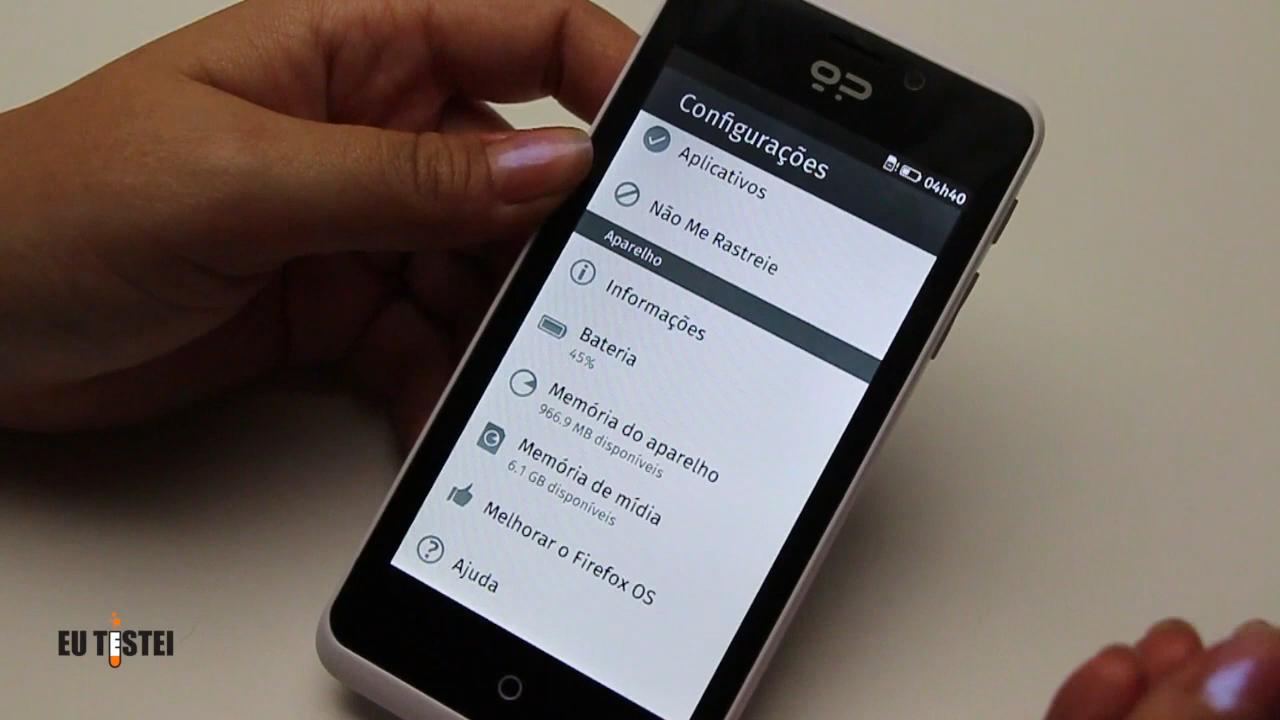 Configurações
04h40
Aplicativos
Não Me Rastreie
Aparelho
Informações
Bateria
45%
Memória do aparelho
966.9 MB disponíveis
Memória de mídia
6.1 GB disponíveis
Melhorar o Firefox OS
Ajuda
EU TESTEI